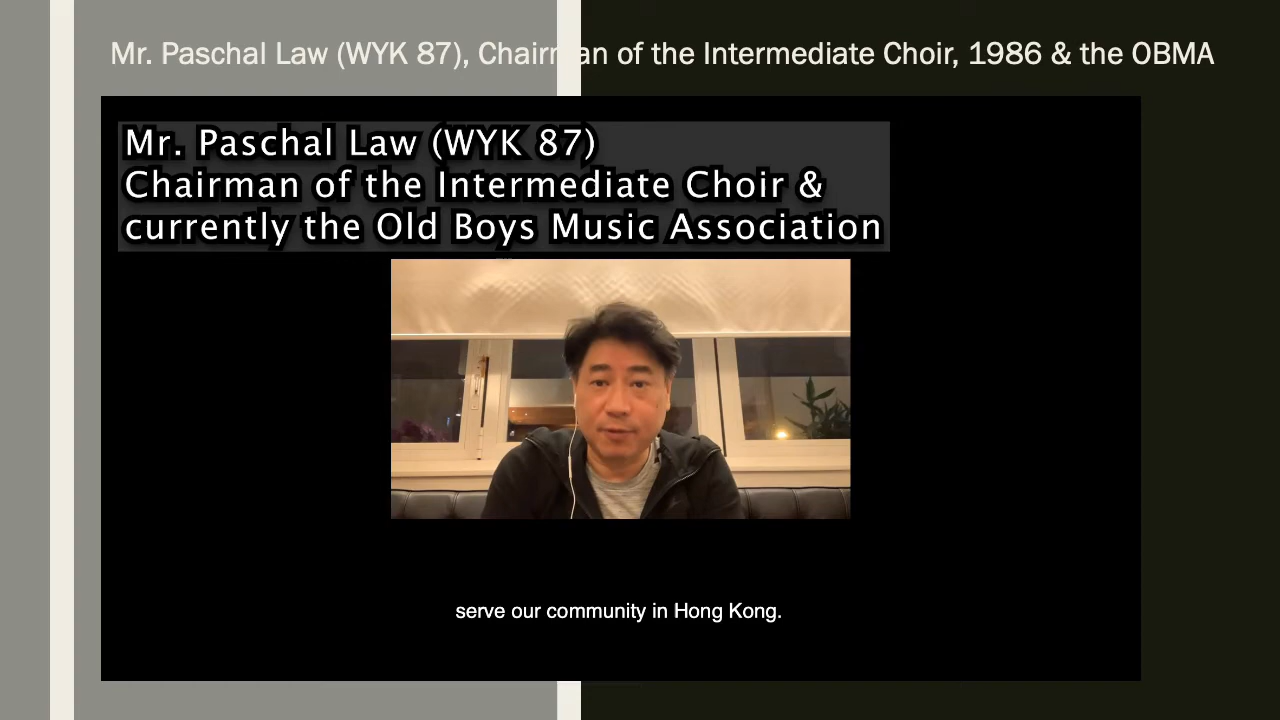 Mr. Paschal Law (WYK 87), Chairman of the Intermediate Choir, 1986 & the OBMA
Mr. Paschal Law (WYK 87)
Chairman of the Intermediate Choir &
currently the Old Boys Music Association
serve our community in Hong Kong.